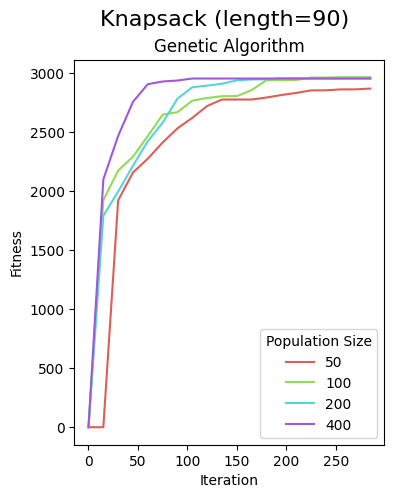 Knapsack (length=90)
Genetic Algorithm
3000
2500
2000
1500
1000
500
0
Fitness
Population Size
50
100
200
400
0 50 100 150 200 250
Iteration